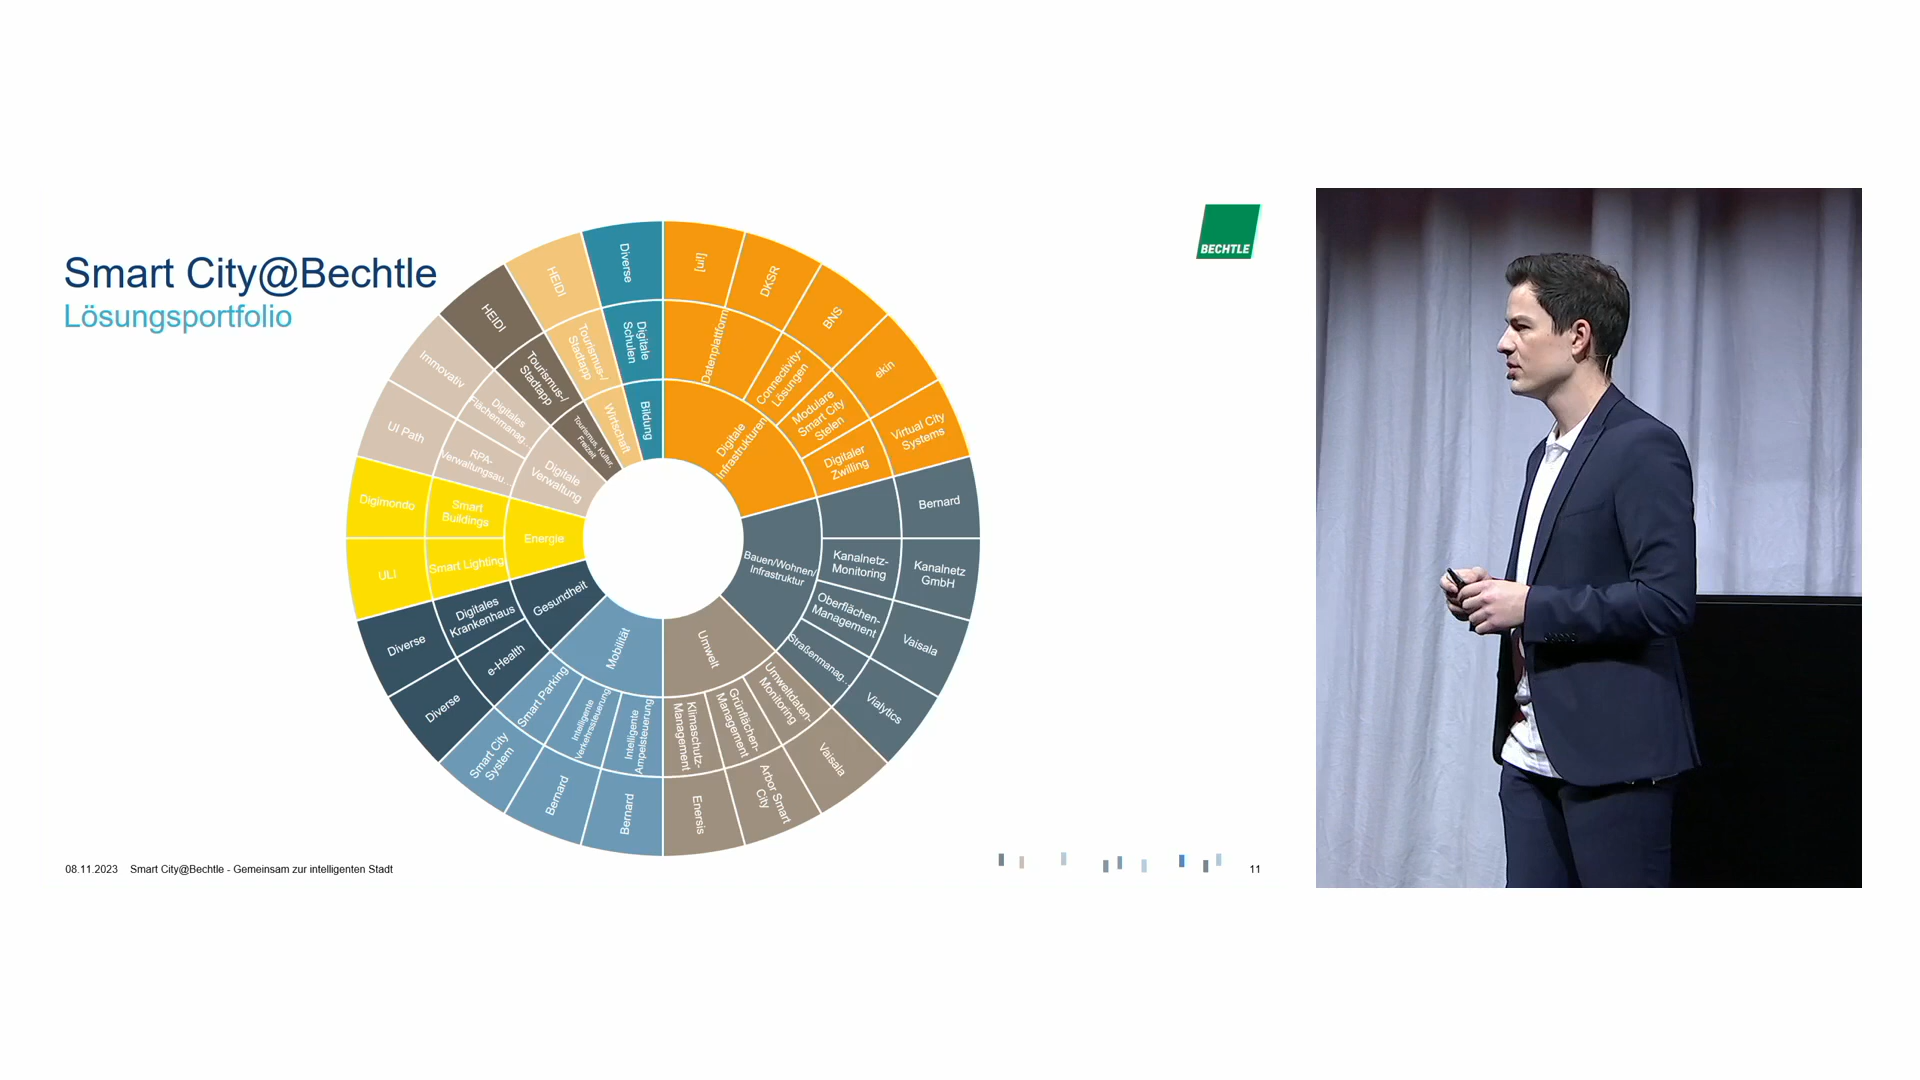 Smart City@Bechtle
Lösungsportfolio
BECHTLE
[ui!]
DKSR
BNS
ekin
Virtual City
Systems
Datenplattform
Connectivity-
Lösungen
Modulare
Smart City
Stelen
Digitaler
Zwilling
Digitale
Infrastrukturen
Bernard
Kanalnetz
GmbH
Vaisala
Vialytics
Kanalnetz-
Monitoring
Oberflächen-
Management
Straßenmanag...
Bauen/Wohnen/
Infrastruktur
Vaisala
Arbor Smart
City
Enersis
Umweltdaten-
Monitoring
Grünflächen-
Management
Klimaschutz-
Management
Umwelt
Bernard
Bernard
Smart City
System
Intelligente
Ampelsteuerung
Intelligente
Verkehrssteuerung
Smart Parking
Mobilität
Diverse
Diverse
e-Health
Digitales
Krankenhaus
Gesundheit
ULI
Digimondo
Smart Lighting
Smart
Buildings
Energie
UI Path
Immovativ
RPA-
Verwaltungsau...
Digitales
Flächenmanag...
Digitale
Verwaltung
HEIDI
Tourismus-/
Stadtapp
Tourismus, Kultur,
Freizeit
HEIDI
Tourismus-/
Stadtapp
Wirtschaft
Diverse
Digitale
Schulen
Bildung
08.11.2023 Smart City@Bechtle - Gemeinsam zur intelligenten Stadt
11